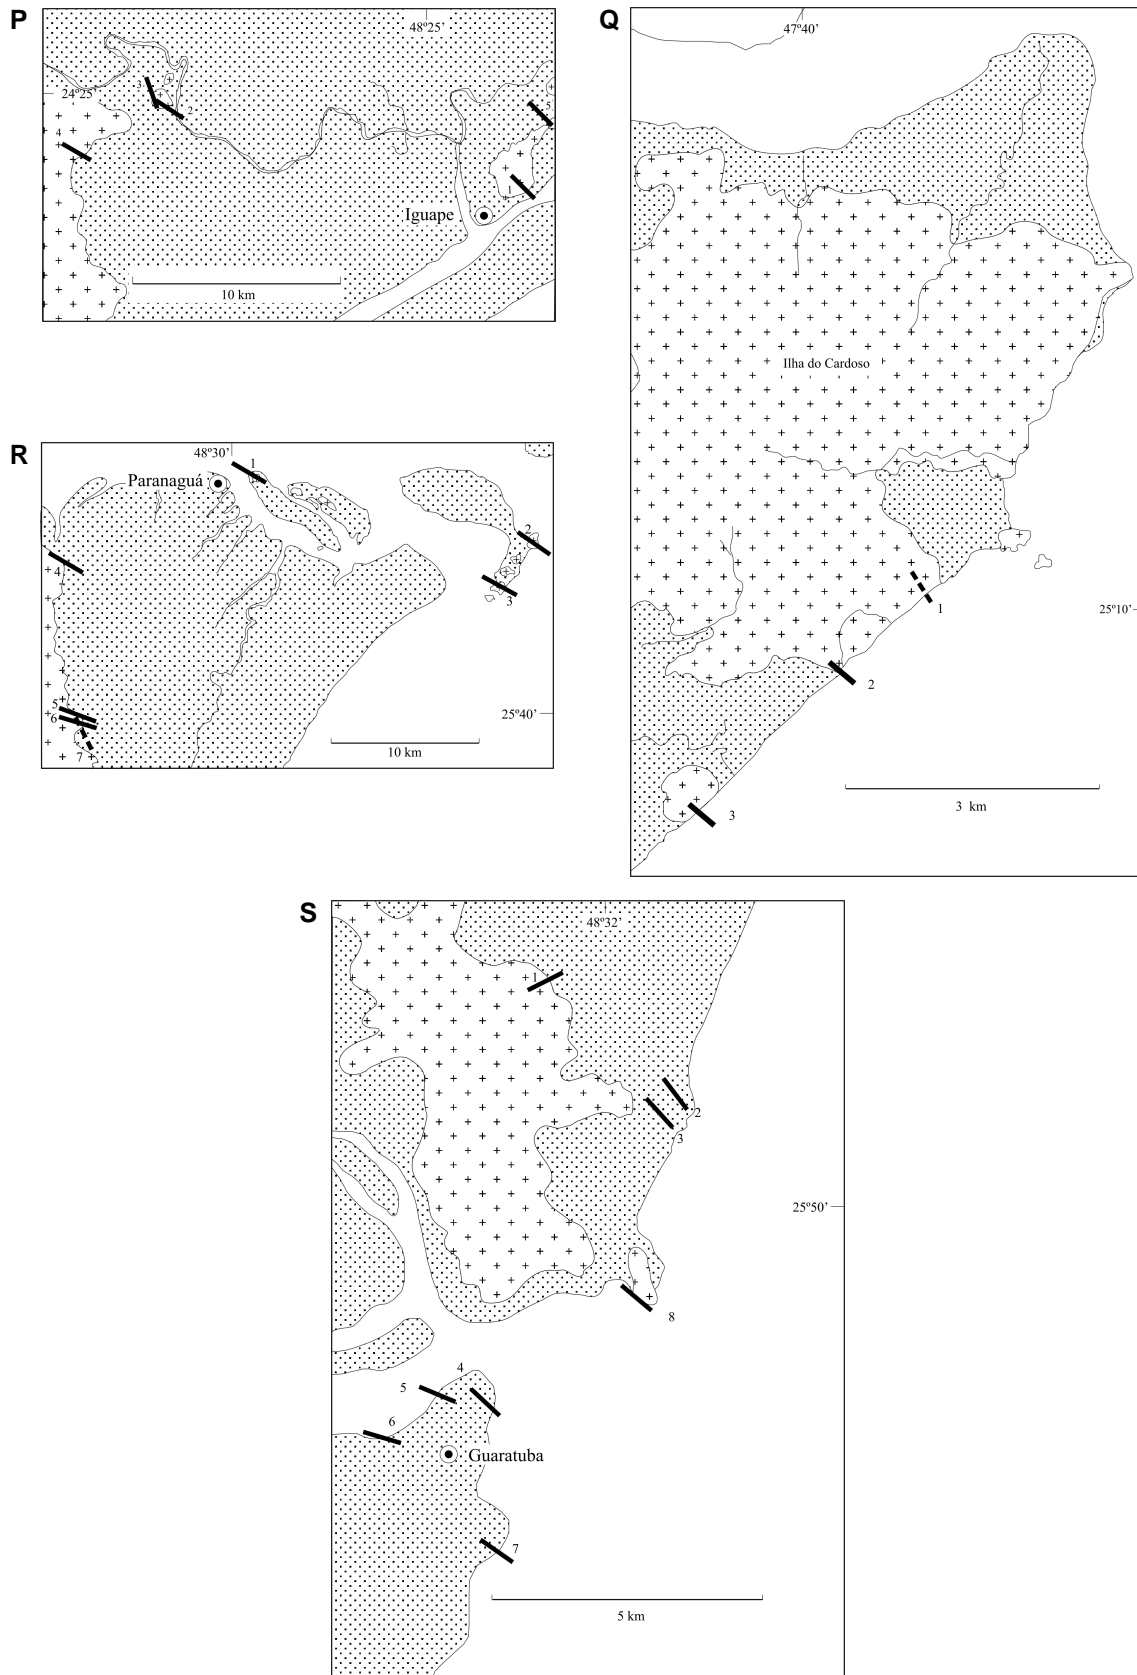 P
48º25’
24º25’
3
2
5
4
1
Iguape
10 km
Q
47º40’
Ilha do Cardoso
1
25º10’
2
3
3 km
R
48º30’
1
Paranaguá
2
4
3
5
6
25º40’
7
10 km
S
48º32’
1
2
3
25º50’
8
4
5
6
Guaratuba
7
5 km